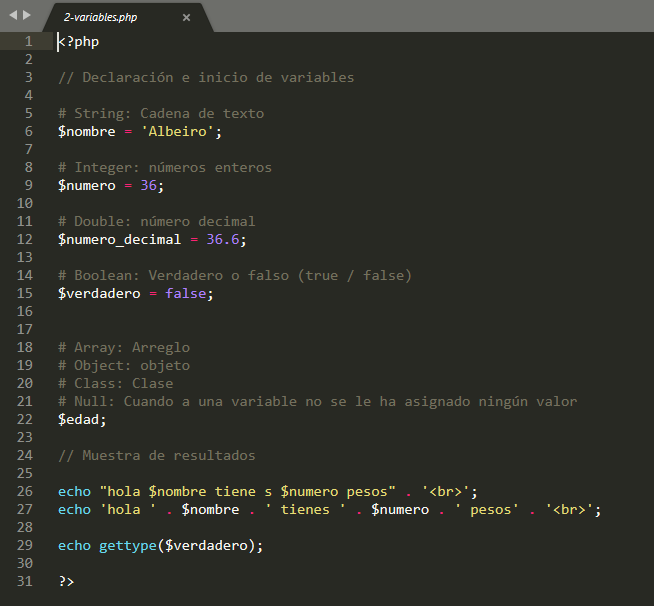 2-variables.php ×
1 <?php
2
3 // Declaración e inicio de variables
4
5 # String: Cadena de texto
6 $nombre = 'Albeiro';
7
8 # Integer: números enteros
9 $numero = 36;
10
11 # Double: número decimal
12 $numero_decimal = 36.6;
13
14 # Boolean: Verdadero o falso (true / false)
15 $verdadero = false;
16
17
18 # Array: Arreglo
19 # Object: objeto
20 # Class: Clase
21 # Null: Cuando a una variable no se le ha asignado ningún valor
22 $edad;
23
24 // Muestra de resultados
25
26 echo "hola $nombre tiene s $numero pesos" . '<br>';
27 echo 'hola ' . $nombre . ' tienes ' . $numero . ' pesos' . '<br>';
28
29 echo gettype($verdadero);
30
31 ?>